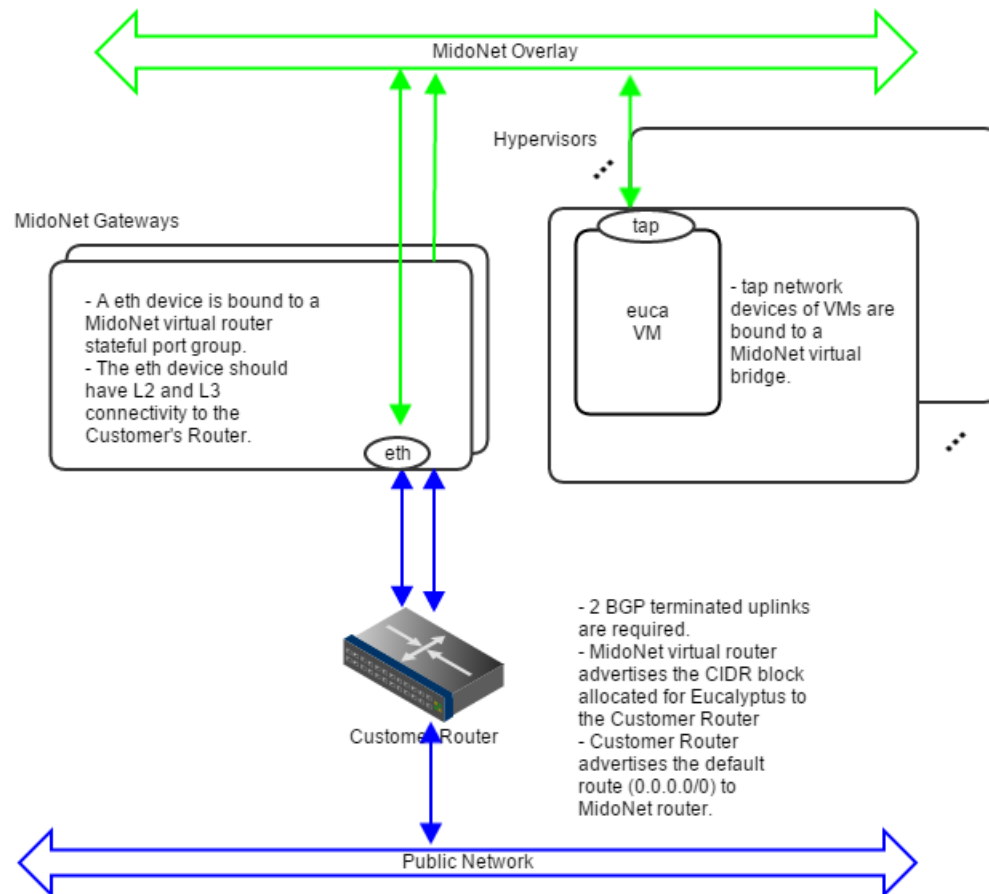 MidoNet Overlay
Hypervisors
MidoNet Gateways
tap
- A eth device is bound to a
MidoNet virtual router
stateful port group.
- The eth device should
have L2 and L3
connectivity to the
Customer's Router.
euca
VM
- tap network
devices of VMs are
bound to a
MidoNet virtual
bridge.
eth
- 2 BGP terminated uplinks
are required.
- MidoNet virtual router
advertises the CIDR block
allocated for Eucalyptus to
the Customer Router
- Customer Router
advertises the default
route (0.0.0.0/0) to
MidoNet router.
Customer Router
Public Network